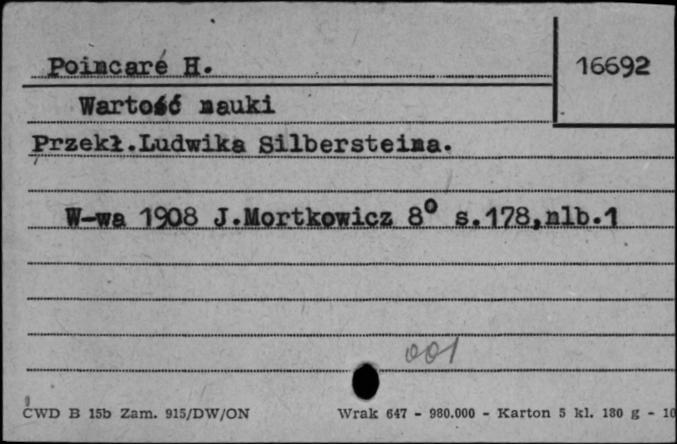 Poincaré H.
16692
Wartość nauki
Przekł.Ludwika Silbersteina.
W-wa 1908 J.Mortkowicz 8° s.178,nlb.1
001
CWD B 15b Zam. 915/DW/ON Wrak 647 - 980.000 - Karton 5 kl. 180 g - 10